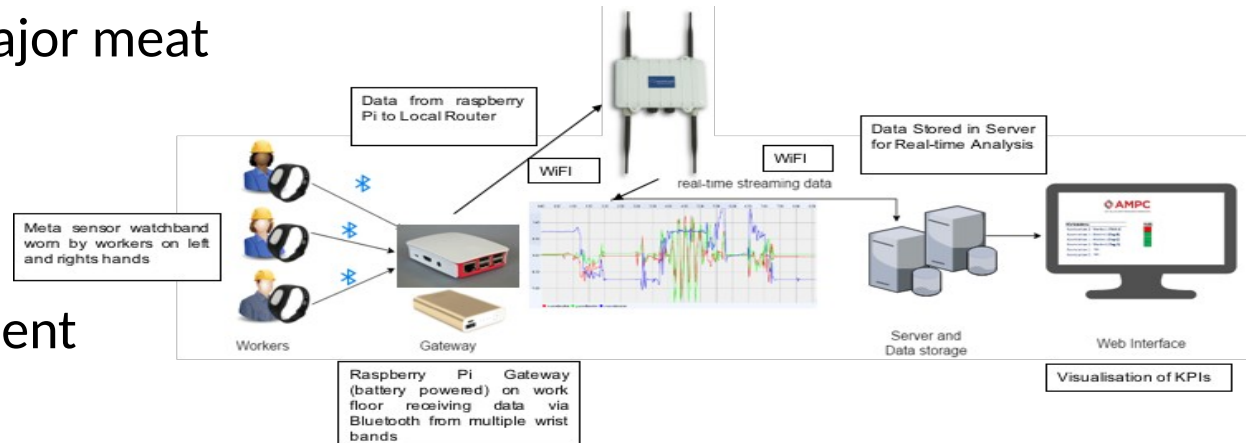 ajor meat
Data from raspberry
Pi to Local Router
WiFI
WiFI
Data Stored in Server
for Real-time Analysis
real-time streaming data
AMPC
Meta sensor watchband
worn by workers on left
and rights hands
ent
Workers
Gateway
Server and
Data storage
Web Interface
Raspberry Pi Gateway
(battery powered) on work
floor receiving data via
Bluetooth from multiple wrist
bands
Visualisation of KPIs